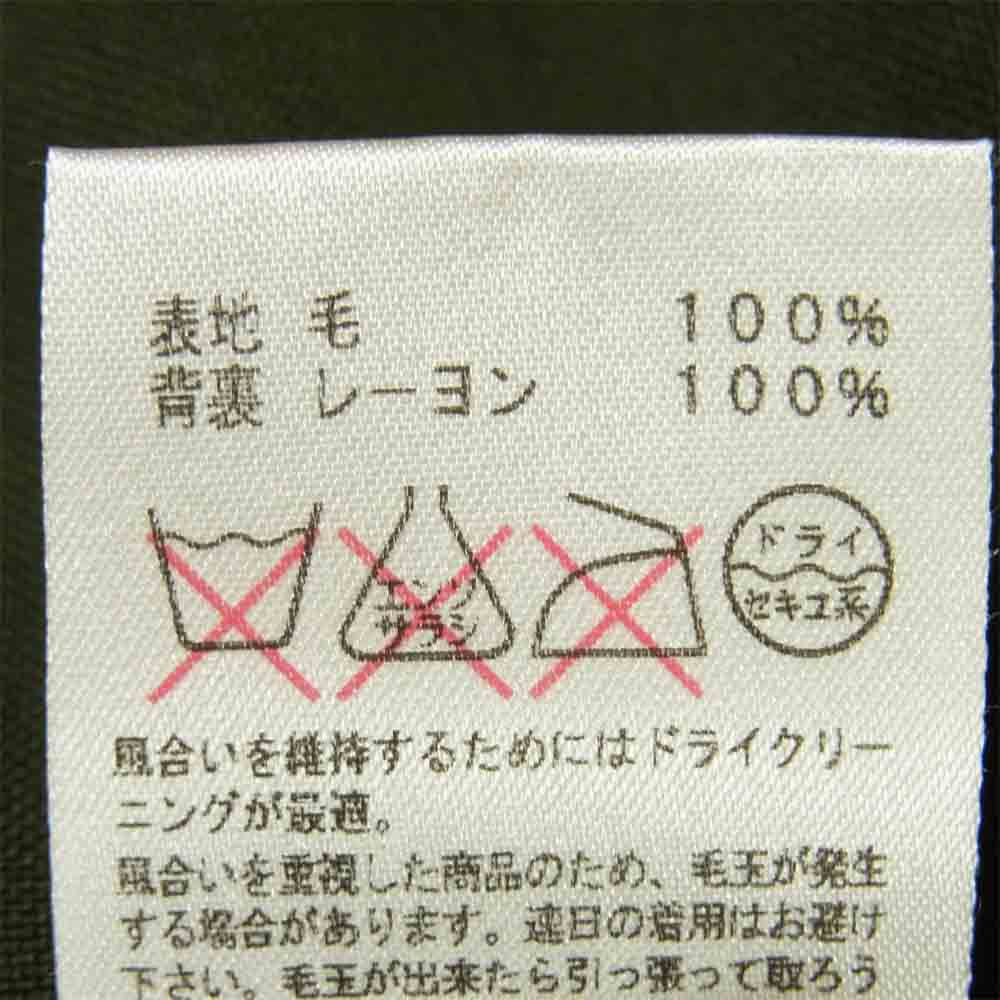 表地 毛 100%
背裏 レーヨン 100%
エンソ
サラシ
ドライ
セキユ系
風合いを維持するためにはドライクリー
ニングが最適。
風合いを重視した商品のため、毛玉が発生
する場合があります。連日の着用はお避け
下さい。毛玉が出来たら引っ張って取ろう